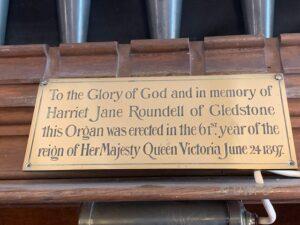 To the Glory of God and in memory of
Harriet Jane Roundell of Gledstone
this Organ was erected in the 61st year of the
reign of Her Majesty Queen Victoria June 24 1897.